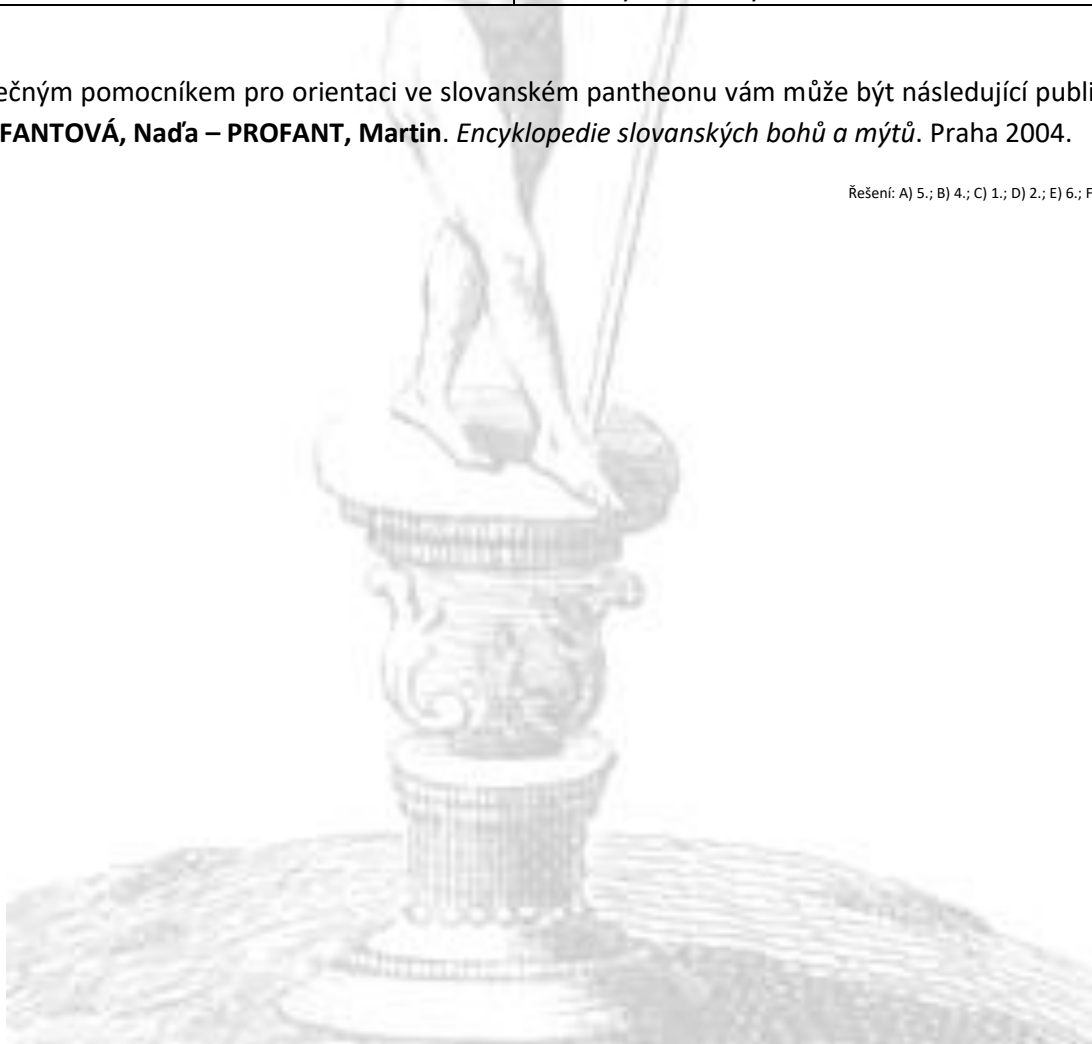 ečným pomocníkem pro orientaci ve slovanském pantheonu vám může být následující publi
FANTOVÁ, Naďa – PROFANT, Martin. Encyklopedie slovanských bohů a mýtů. Praha 2004.
Řešení: A) 5.; B) 4.; C) 1.; D) 2.; E) 6.; F